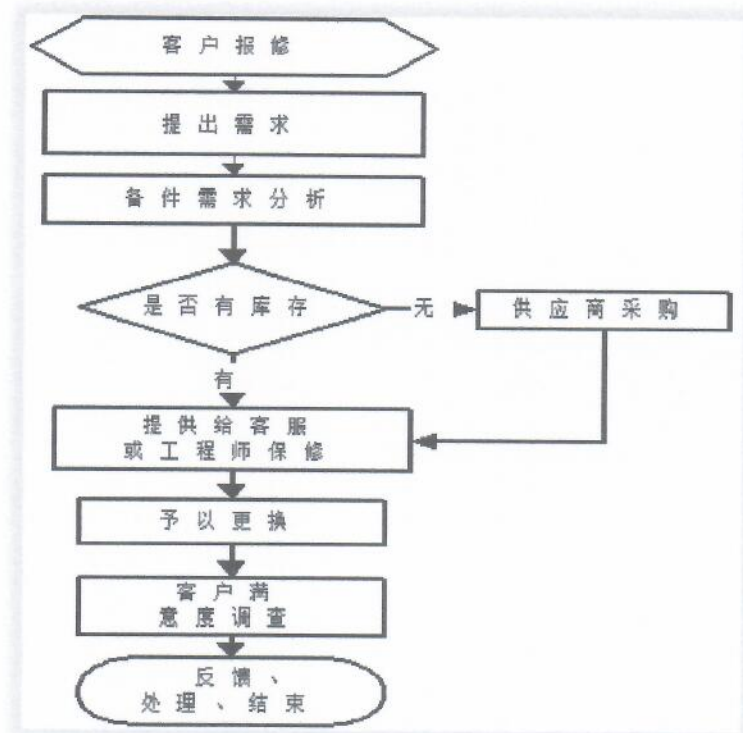 客户报修
提出需求
备件需求分析
是否有库存
无
供应商采购
有
提供给客服
或工程师保修
予以更换
客户满
意度调查
反馈、
处理、结束